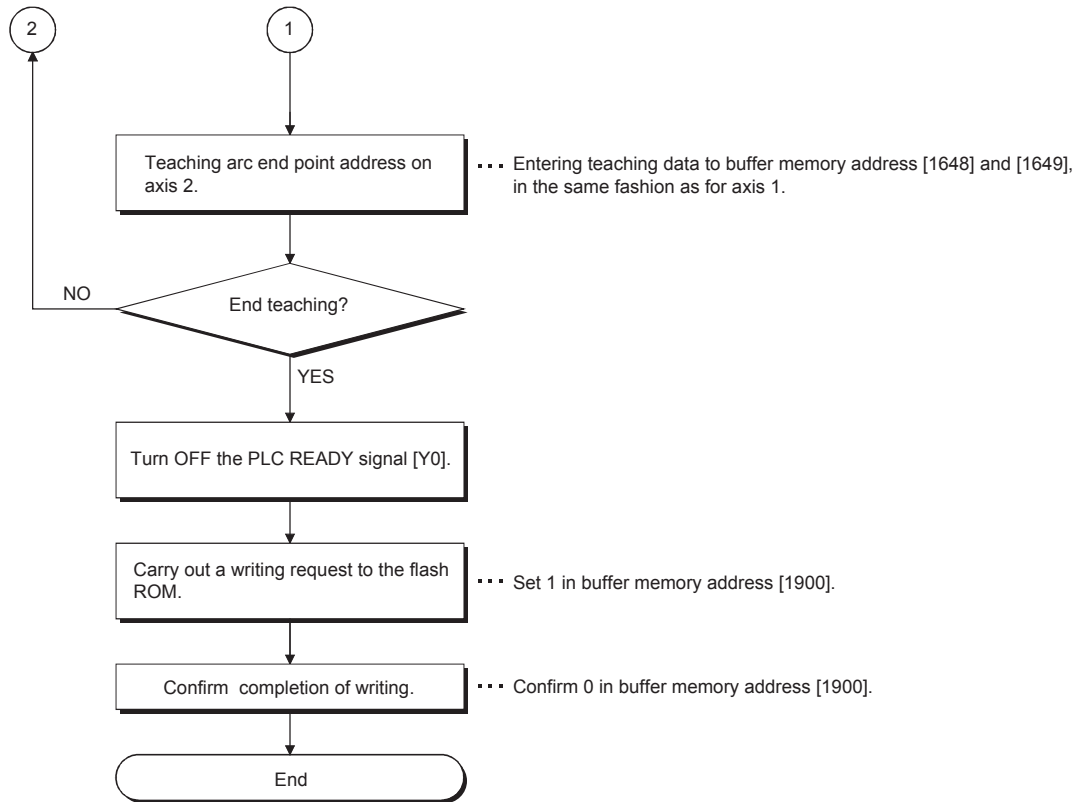 2
1
Teaching arc end point address on
axis 2.
Entering teaching data to buffer memory address [1648] and [1649],
in the same fashion as for axis 1.
NO
End teaching?
YES
Turn OFF the PLC READY signal [Y0].
Carry out a writing request to the flash
ROM.
Set 1 in buffer memory address [1900].
Confirm completion of writing.
Confirm 0 in buffer memory address [1900].
End